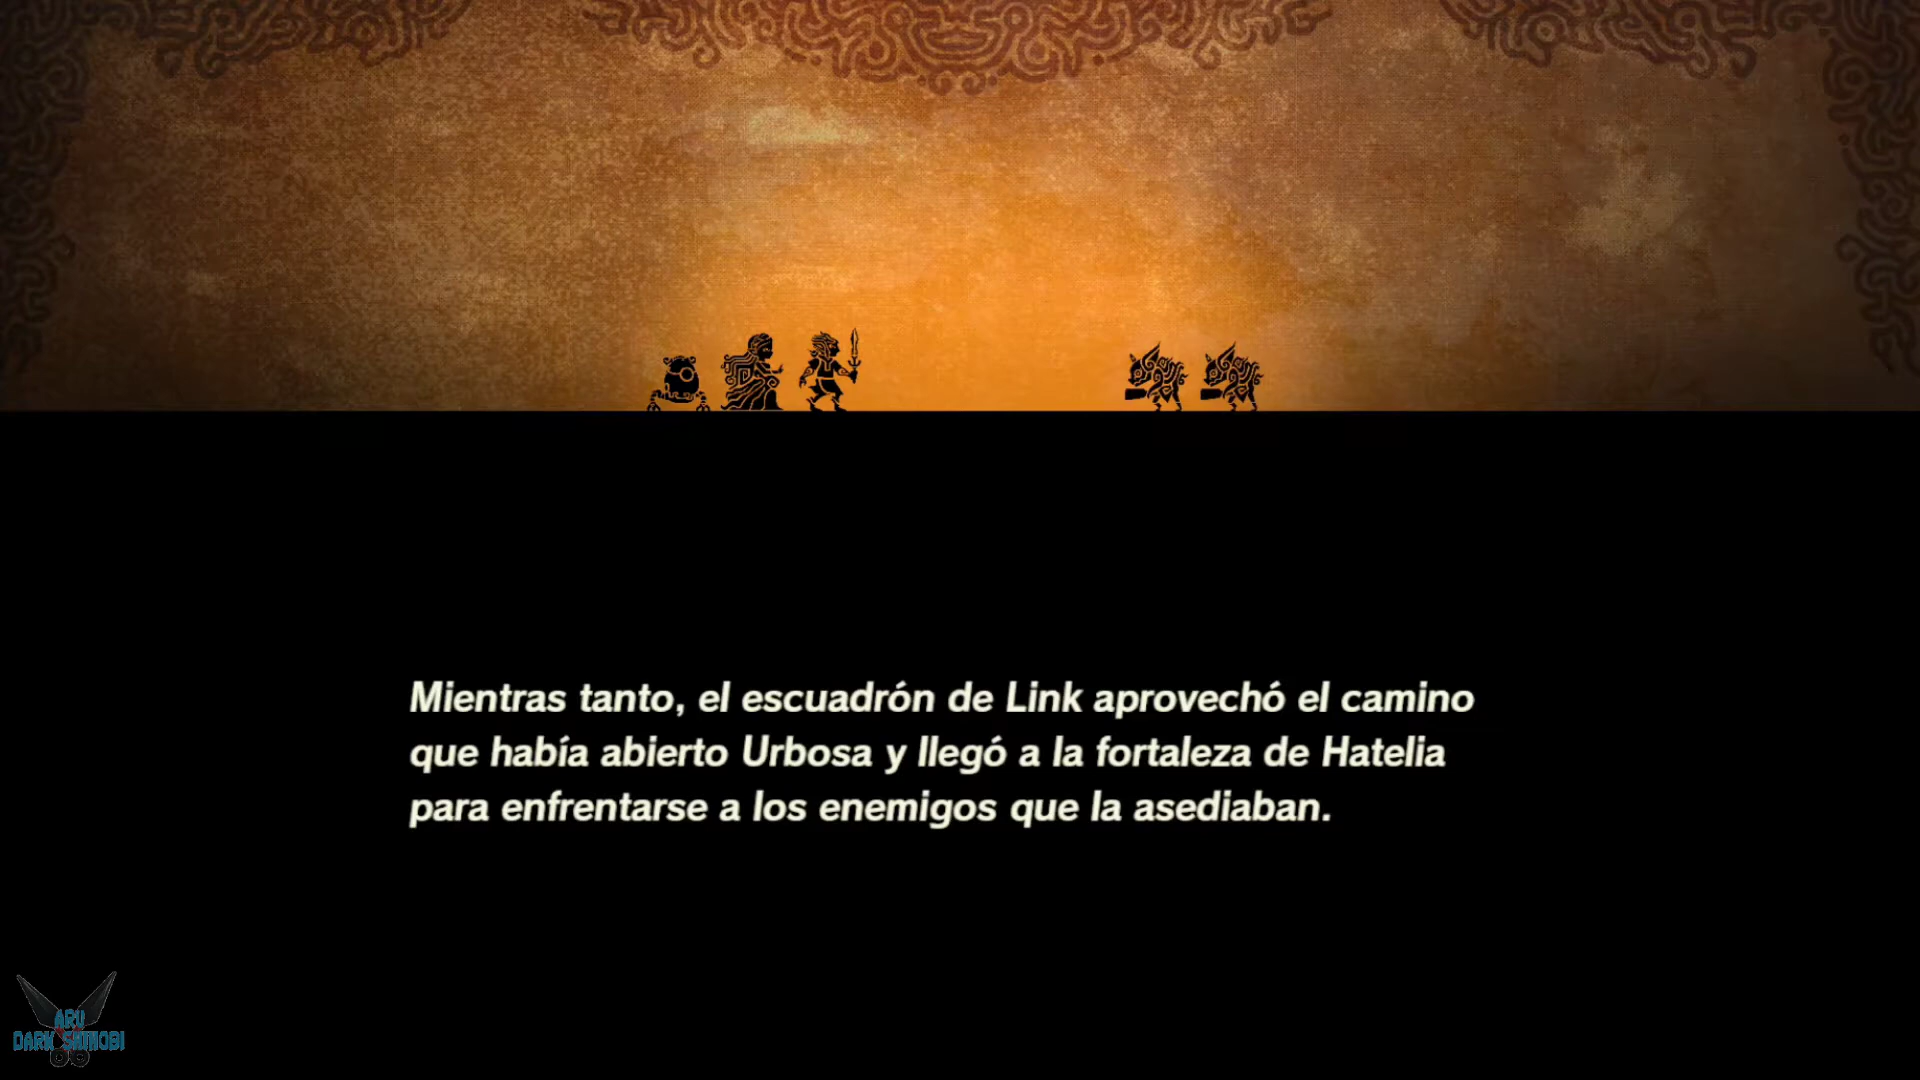 Mientras tanto, el escuadrón de Link aprovechó el camino
que había abierto Urbosa y llegó a la fortaleza de Hatelia
para enfrentarse a los enemigos que la asediaban.
ARU
DARK SHINOBI